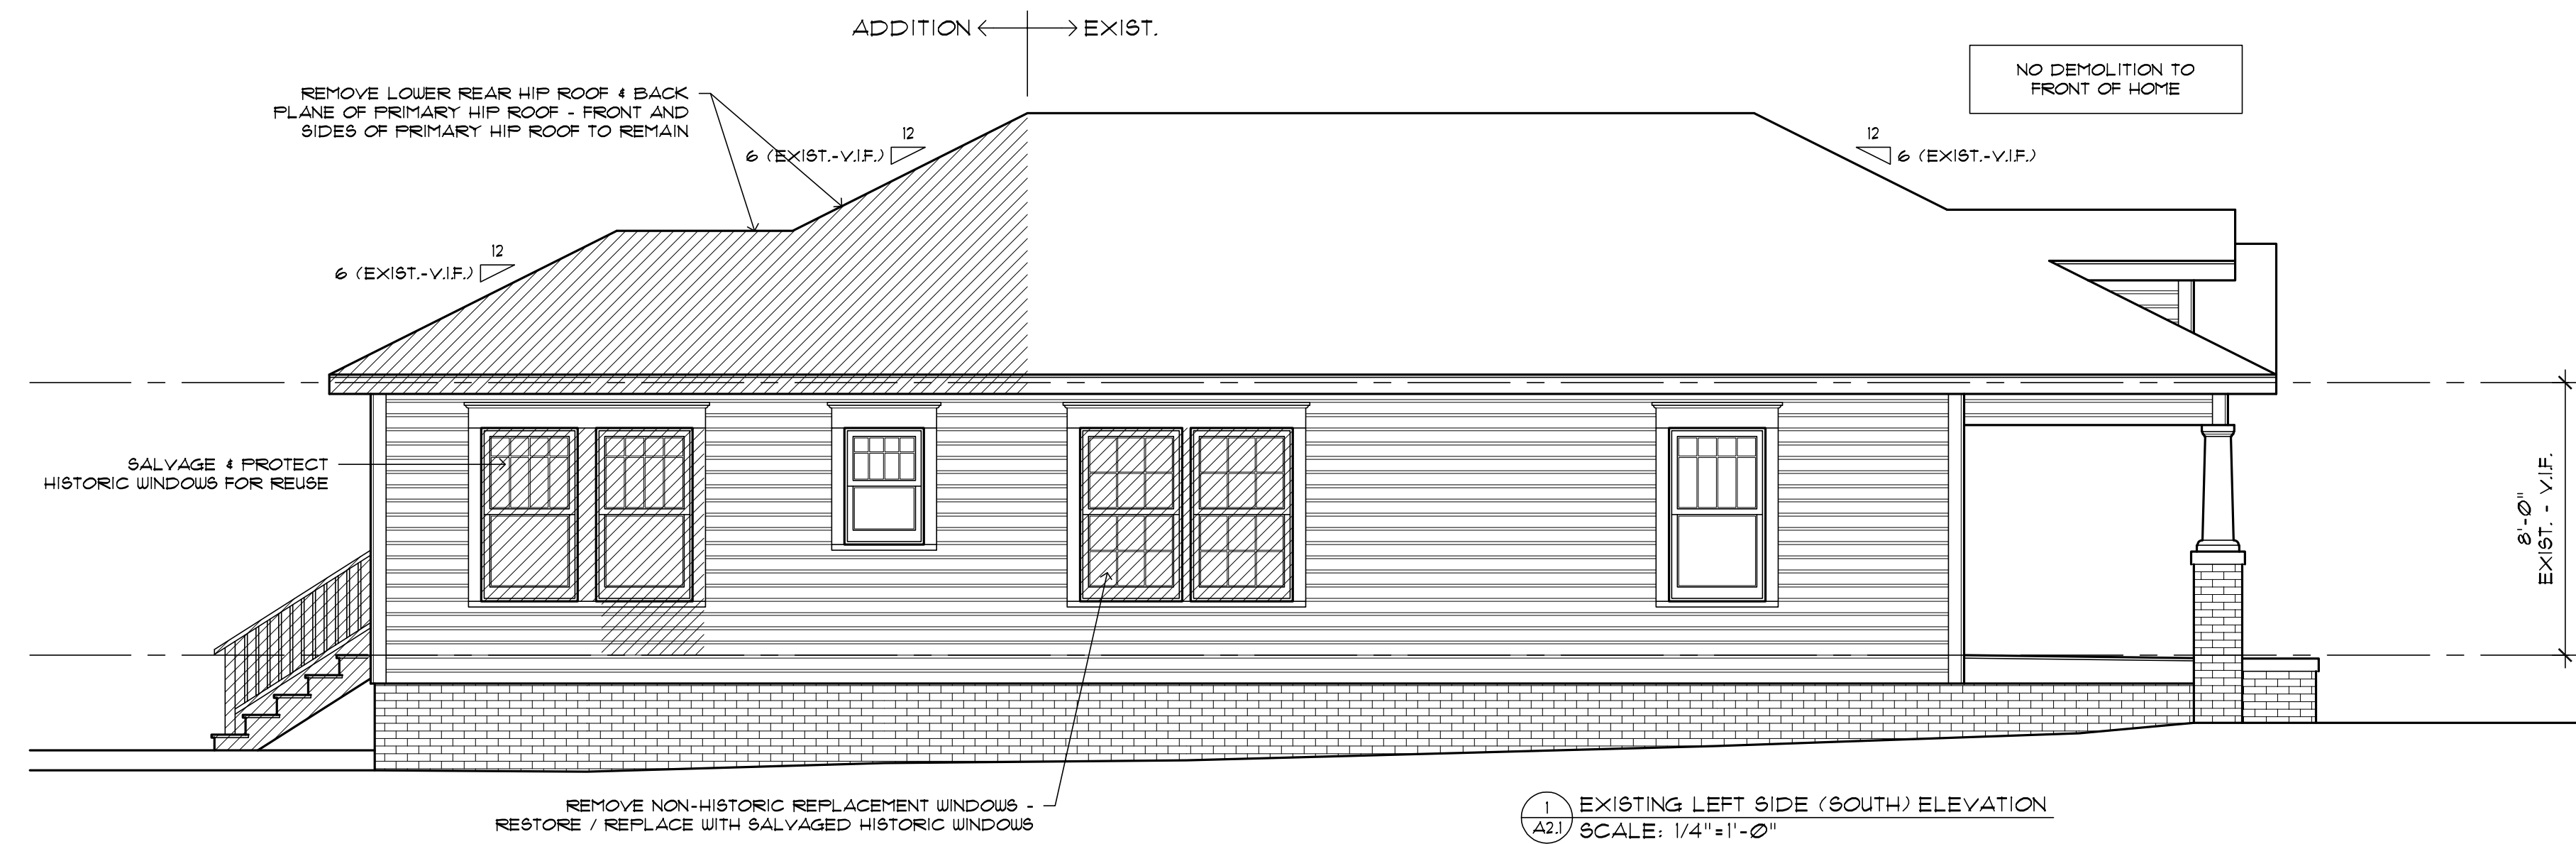 ADDITION
EXIST.
NO DEMOLITION TO
FRONT OF HOME
REMOVE LOWER REAR HIP ROOF & BACK
PLANE OF PRIMARY HIP ROOF - FRONT AND
SIDES OF PRIMARY HIP ROOF TO REMAIN
12
6 (EXIST.-V.I.F.)
12
6 (EXIST.-V.I.F.)
12
6 (EXIST.-V.I.F.)
SALVAGE & PROTECT
HISTORIC WINDOWS FOR REUSE
8'-0"
EXIST. - V.I.F.
REMOVE NON-HISTORIC REPLACEMENT WINDOWS -
RESTORE / REPLACE WITH SALVAGED HISTORIC WINDOWS
1
A2.1
EXISTING LEFT SIDE (SOUTH) ELEVATION
SCALE: 1/4"=1'-0"